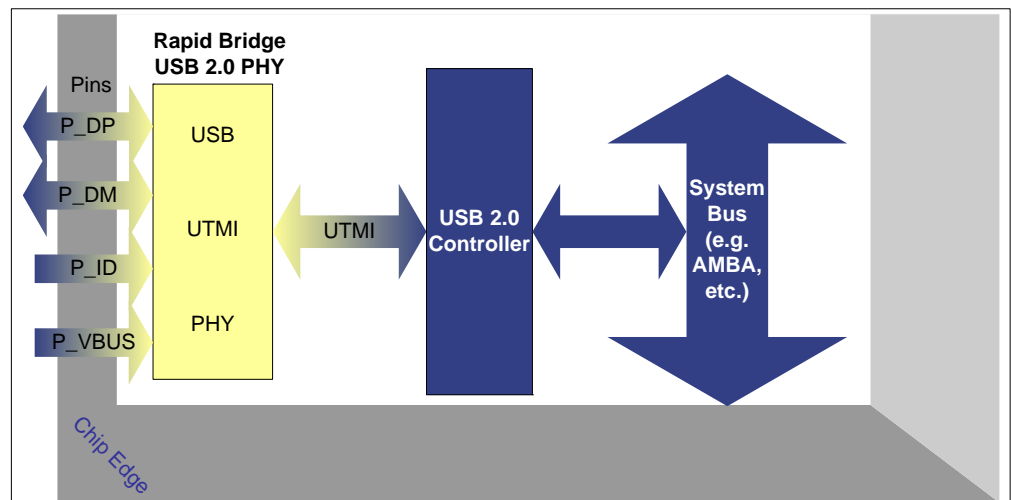 Rapid Bridge
USB 2.0 PHY
Pins
P_DP
P_DM
P_ID
P_VBUS
USB
UTMI
PHY
UTMI
USB 2.0
Controller
System
Bus
(e.g.
AMBA,
etc.)
Chip Edge